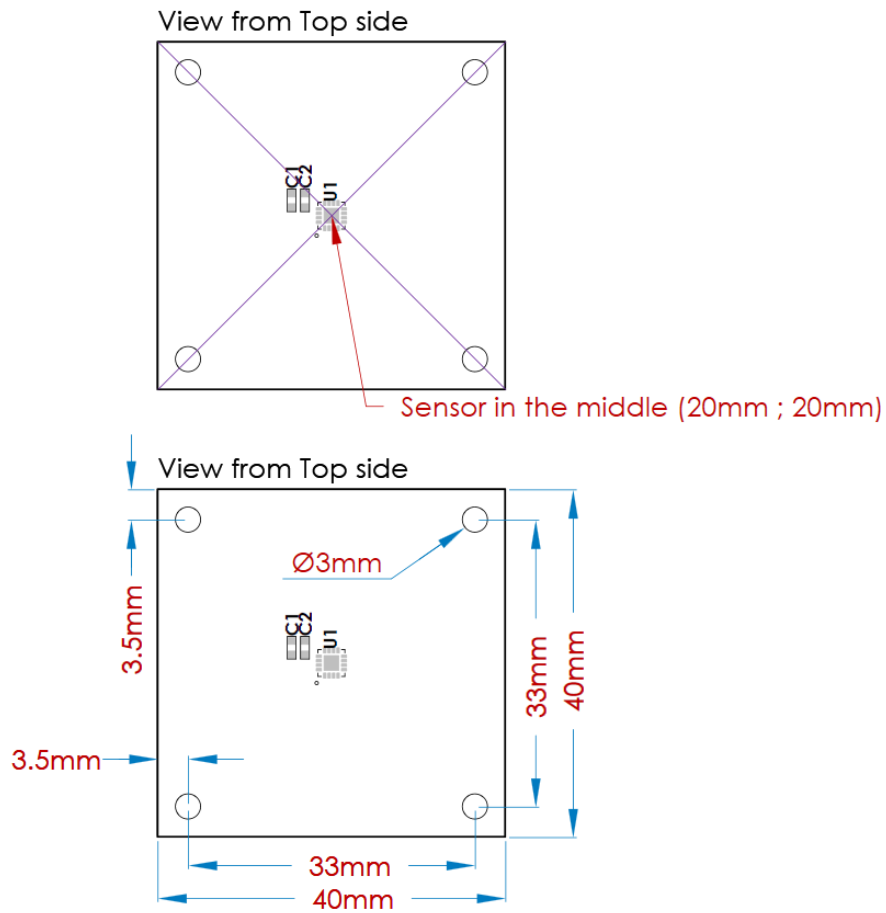 View from Top side
C1
C2
U1
Sensor in the middle (20mm ; 20mm)
View from Top side
Ø3mm
C1
C2
U1
3.5mm
33mm
40mm
3.5mm
33mm
40mm